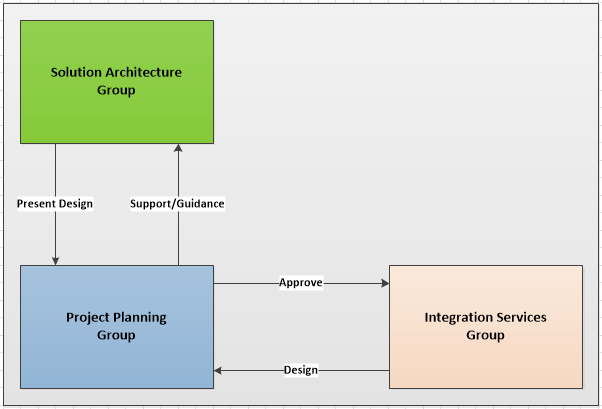 Solution Architecture
Group
Present Design
Support/Guidance
Project Planning
Group
Approve
Integration Services
Group
Design